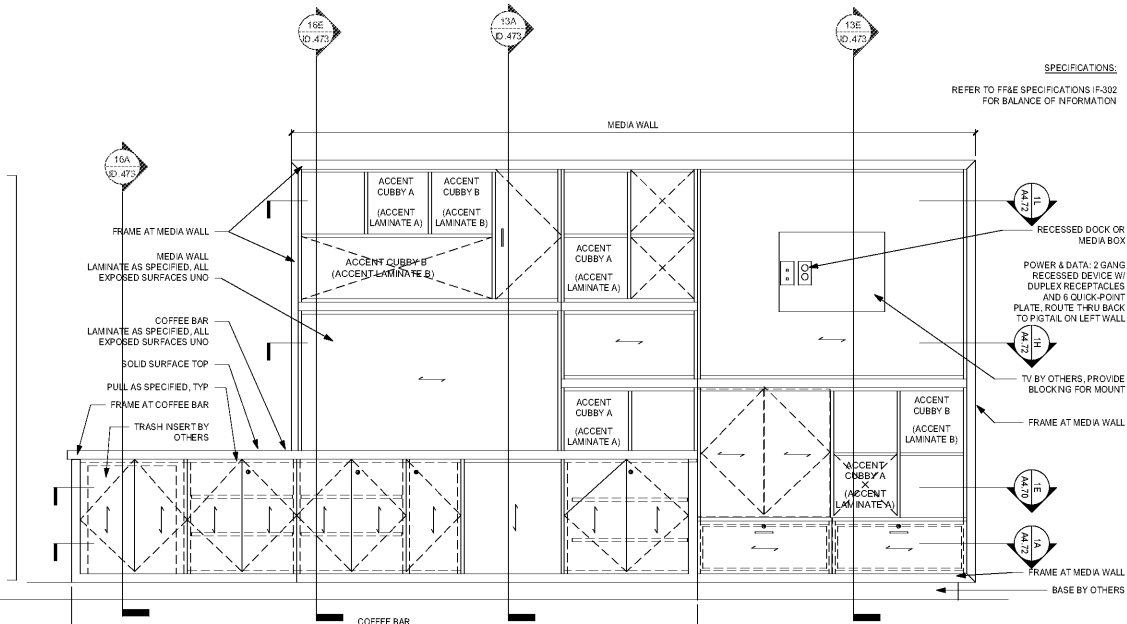 16E
ID.473
13A
ID.473
13E
ID.473
SPECIFICATIONS:
REFER TO FF&E SPECIFICATIONS IF-302
FOR BALANCE OF INFORMATION
MEDIA WALL
16A
ID.473
ACCENT
CUBBY A
(ACCENT
LAMINATE A)
ACCENT
CUBBY B
(ACCENT
LAMINATE B)
1L
A4.72
FRAME AT MEDIA WALL
RECESSED DOCK OR
MEDIA BOX
ACCENT CUBBY B
(ACCENT LAMINATE B)
ACCENT
CUBBY A
(ACCENT
LAMINATE A)
MEDIA WALL
LAMINATE AS SPECIFIED, ALL
EXPOSED SURFACES UNO
POWER & DATA: 2 GANG
RECESSED DEVICE W/
DUPLEX RECEPTACLES
AND 6 QUICK-POINT
PLATE, ROUTE THRU BACK
TO PIGTAIL ON LEFT WALL
COFFEE BAR
LAMINATE AS SPECIFIED, ALL
EXPOSED SURFACES UNO
1H
A4.72
SOLID SURFACE TOP
PULL AS SPECIFIED, TYP
TV BY OTHERS, PROVIDE
BLOCKING FOR MOUNT
FRAME AT COFFEE BAR
ACCENT
CUBBY A
(ACCENT
LAMINATE A)
ACCENT
CUBBY B
(ACCENT
LAMINATE B)
TRASH INSERT BY
OTHERS
FRAME AT MEDIA WALL
ACCENT
CUBBY A
(ACCENT
LAMINATE A)
1E
A4.70
1A
A4.72
FRAME AT MEDIA WALL
BASE BY OTHERS
COFFEE BAR